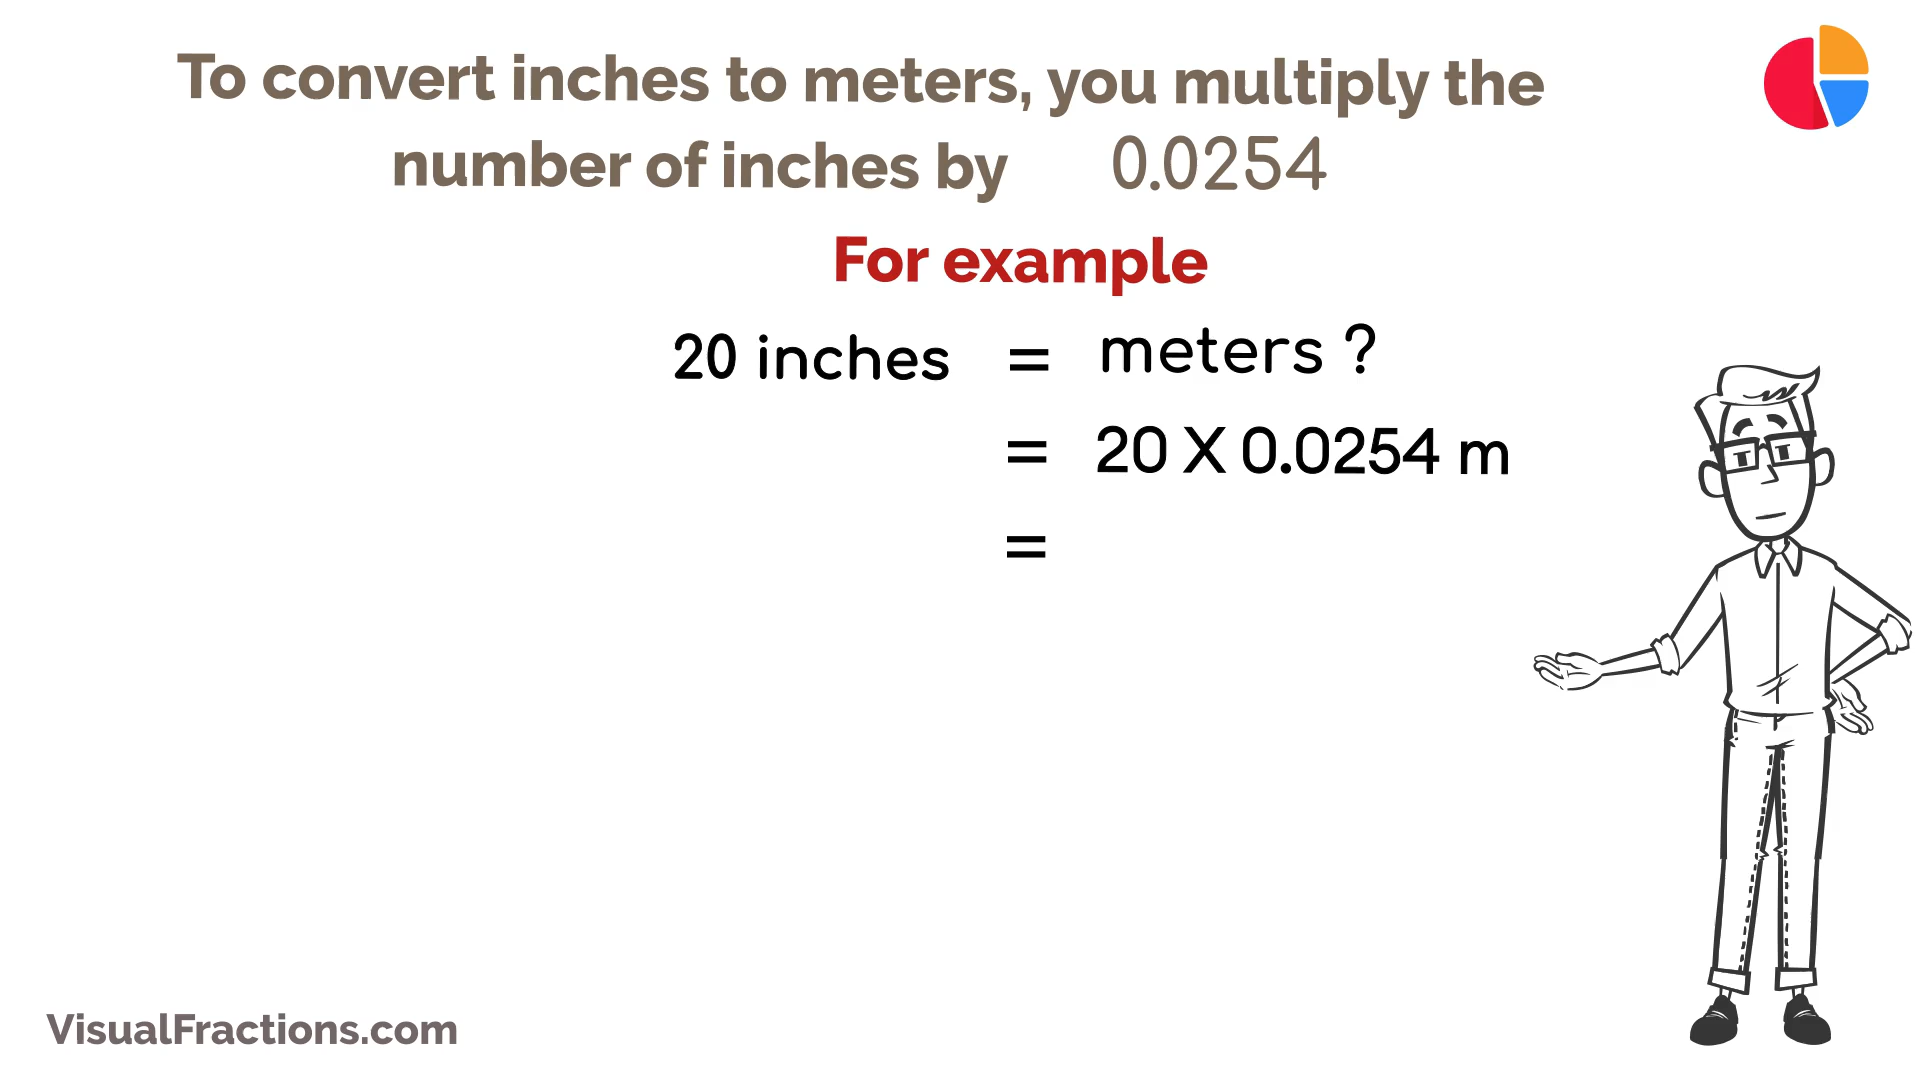 To convert inches to meters, you multiply the
number of inches by 0.0254
For example
20 inches = meters ?
= 20 X 0.0254 m
=
VisualFractions.com